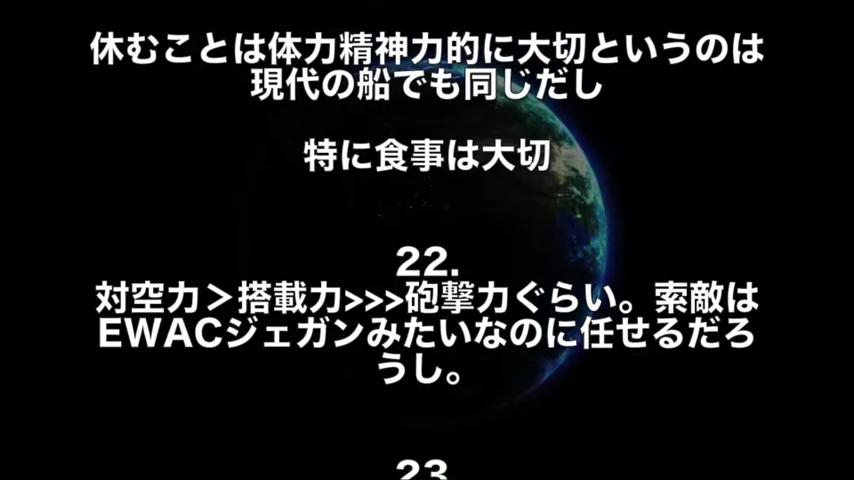 休むことは体力精神力的に大切というのは
現代の船でも同じだし
特に食事は大切
22.
対空力＞搭載力>>>砲撃力ぐらい。索敵は
EWACジェガンみたいなのに任せるだろ
うし。
23